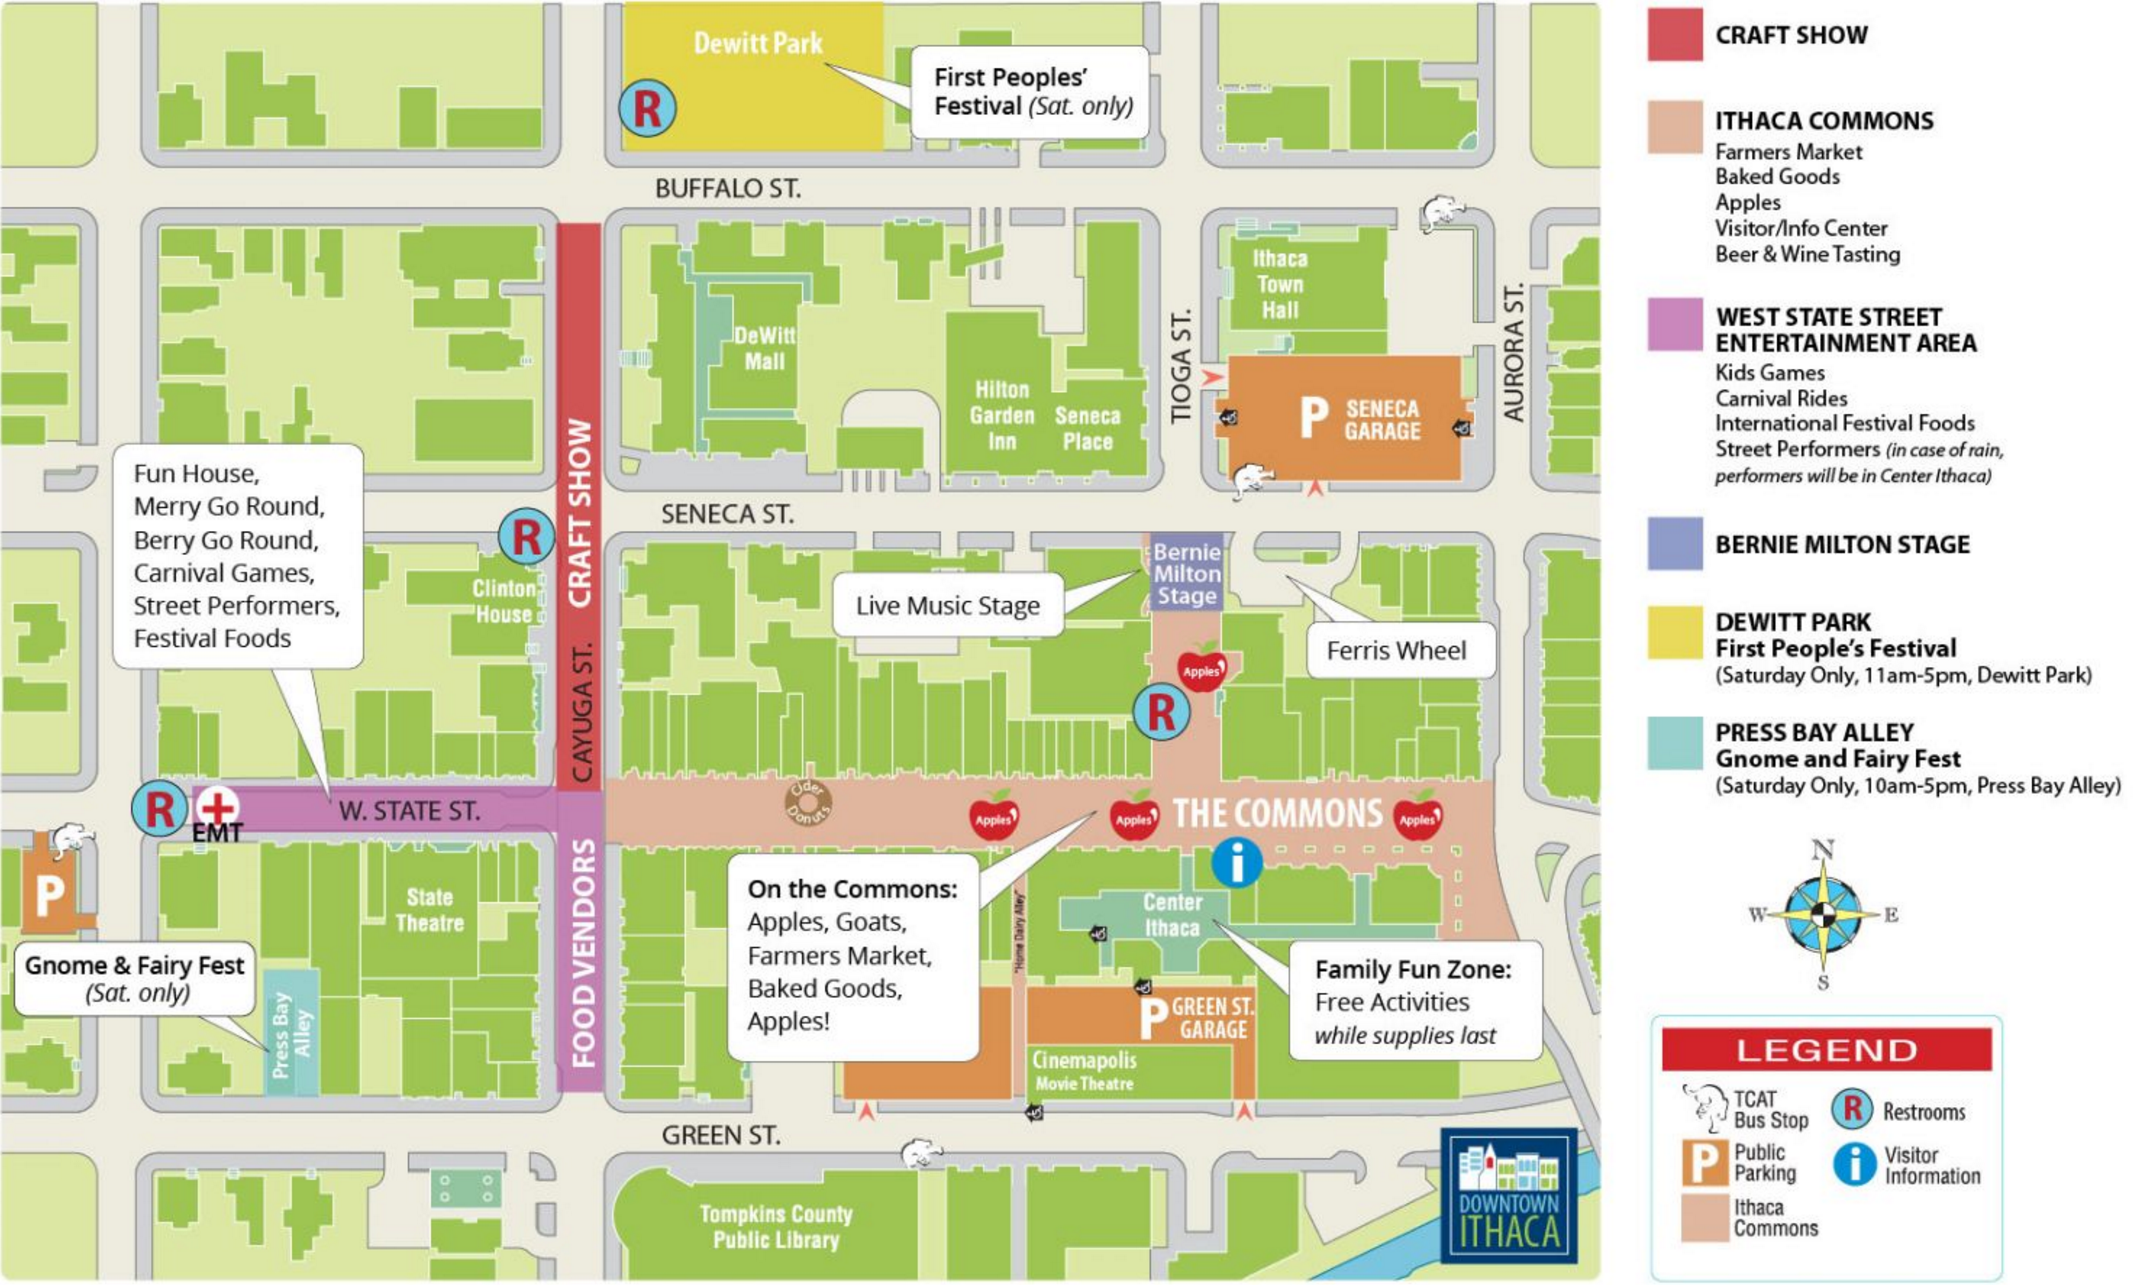 Dewitt Park
R
First Peoples’
Festival (Sat. only)
BUFFALO ST.
Ithaca
Town
Hall
DeWitt
Mall
TIOGA ST.
AURORA ST.
Hilton
Garden
Inn
Seneca
Place
P SENECA
GARAGE
CRAFT SHOW
Fun House,
Merry Go Round,
Berry Go Round,
Carnival Games,
Street Performers,
Festival Foods
SENECA ST.
R
Clinton
House
Bernie
Milton
Stage
Live Music Stage
Ferris Wheel
CAYUGA ST.
Apples
R
R
EMT
W. STATE ST.
Cider
Donuts
Apples
Apples
THE COMMONS
Apples
i
P
State
Theatre
FOOD VENDORS
On the Commons:
Apples, Goats,
Farmers Market,
Baked Goods,
Apples!
"Home Dairy Alley"
Center
Ithaca
Gnome & Fairy Fest
(Sat. only)
Press Bay
Alley
Family Fun Zone:
Free Activities
while supplies last
P GREEN ST.
GARAGE
Cinemapolis
Movie Theatre
GREEN ST.
Tompkins County
Public Library
DOWNTOWN
ITHACA
CRAFT SHOW
ITHACA COMMONS
Farmers Market
Baked Goods
Apples
Visitor/Info Center
Beer & Wine Tasting
WEST STATE STREET
ENTERTAINMENT AREA
Kids Games
Carnival Rides
International Festival Foods
Street Performers (in case of rain,
performers will be in Center Ithaca)
BERNIE MILTON STAGE
DEWITT PARK
First People’s Festival
(Saturday Only, 11am-5pm, Dewitt Park)
PRESS BAY ALLEY
Gnome and Fairy Fest
(Saturday Only, 10am-5pm, Press Bay Alley)
N
W E
S
LEGEND
TCAT
Bus Stop
R Restrooms
P Public
Parking
i Visitor
Information
Ithaca
Commons